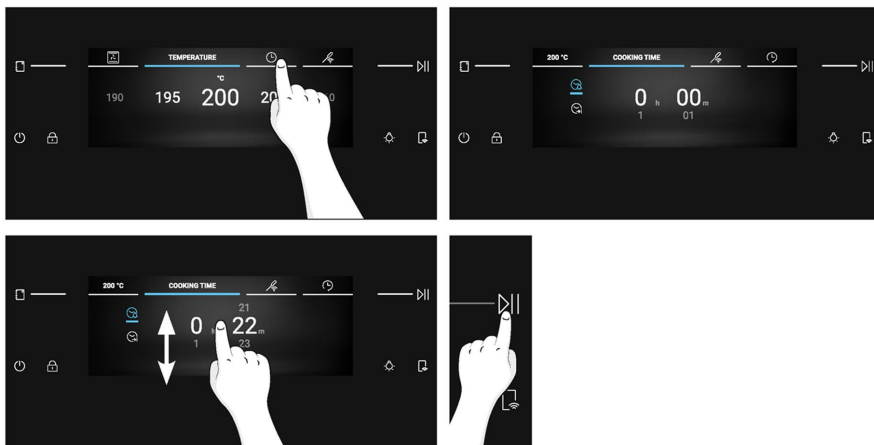 TEMPERATURE
°C
190 195 200
200 °C COOKING TIME
0 h 00 m
1 01
200 °C COOKING TIME
21
0 22 m
1 23